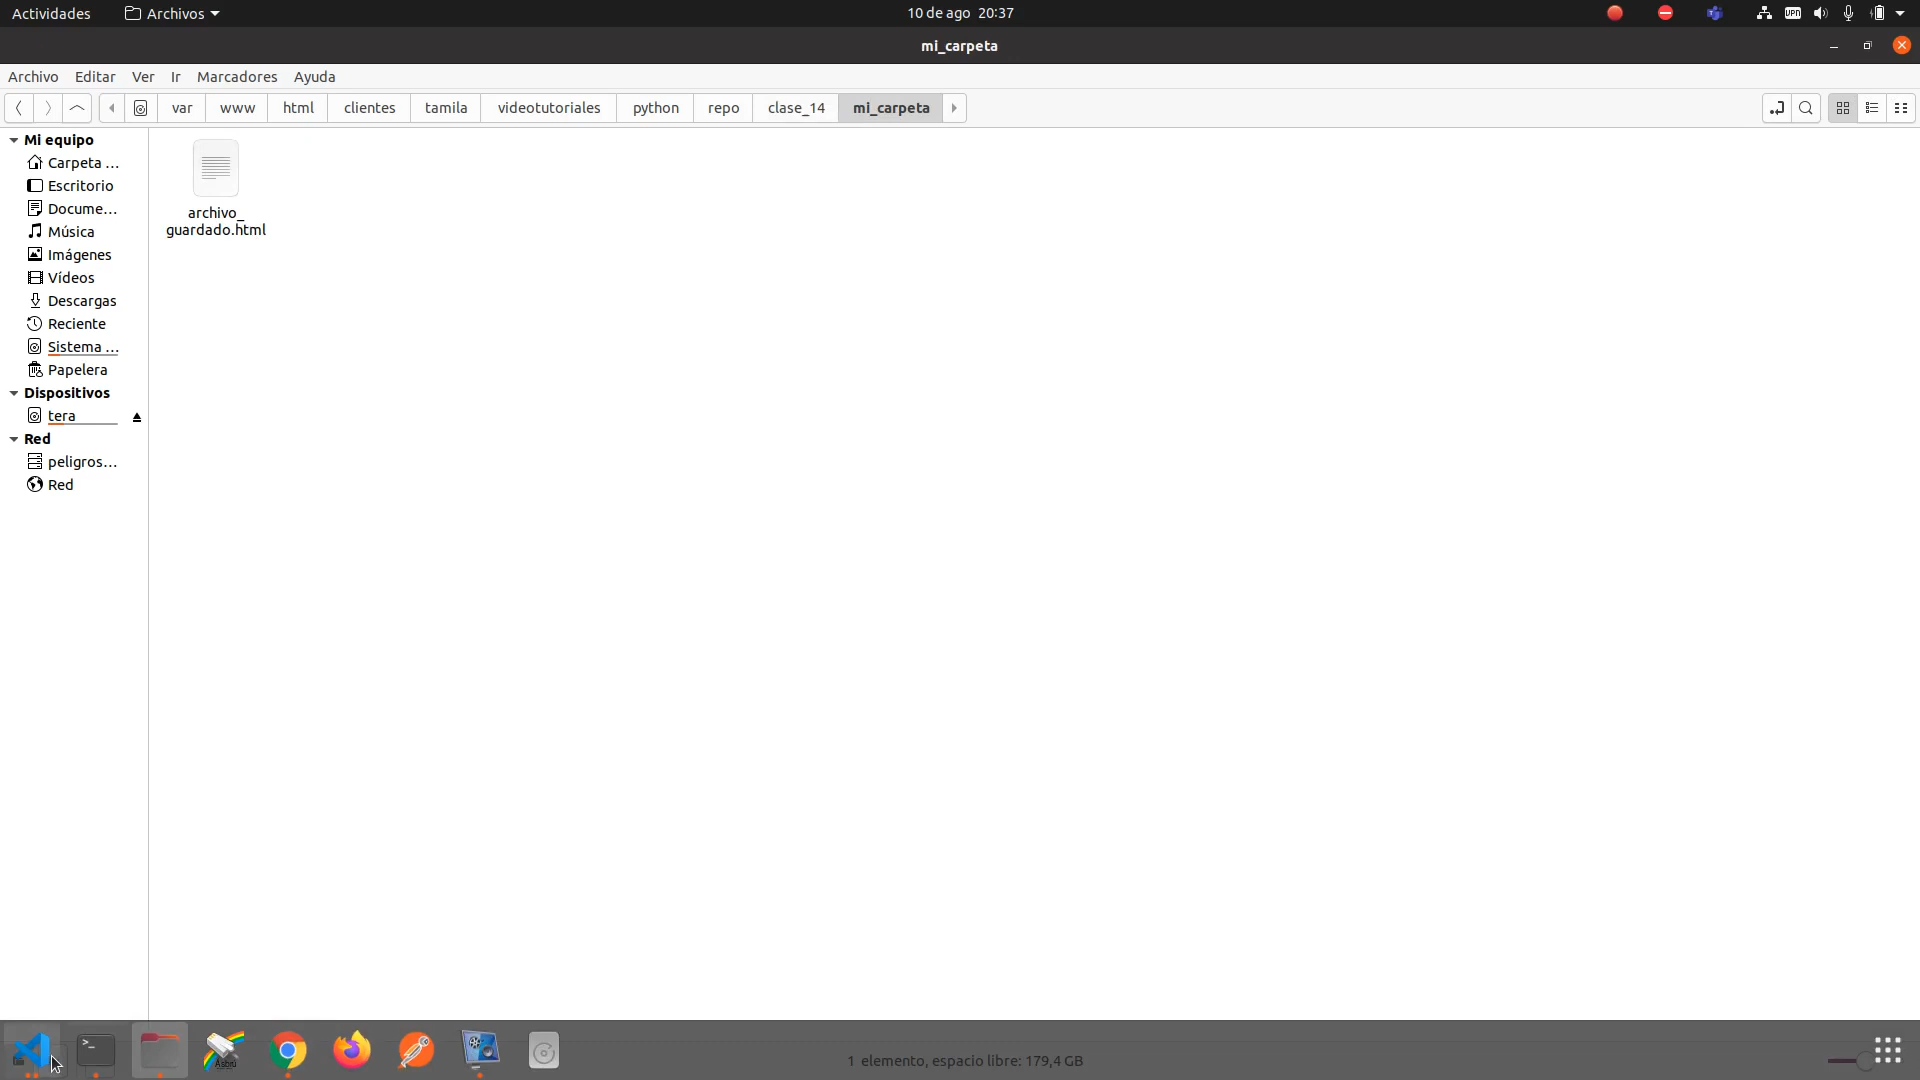 Actividades Archivos 10 de ago 20:37 VPN
mi_carpeta
Archivo Editar Ver Ir Marcadores Ayuda
var www html clientes tamila videotutoriales python repo clase_14 mi_carpeta
Mi equipo
Carpeta ...
Escritorio
Docume...
Música
Imágenes
Vídeos
Descargas
Reciente
Sistema ...
Papelera
Dispositivos
tera
Red
peligros...
Red
archivo_
guardado.html
>_
Asbru
1 elemento, espacio libre: 179,4 GB